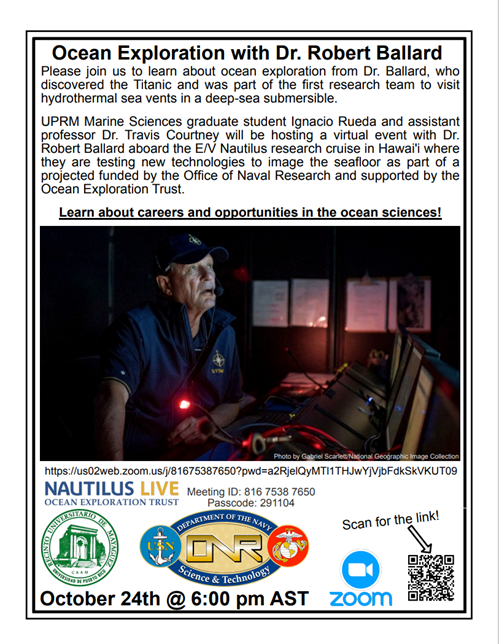 Ocean Exploration with Dr. Robert Ballard
Please join us to learn about ocean exploration from Dr. Ballard, who
discovered the Titanic and was part of the first research team to visit
hydrothermal sea vents in a deep-sea submersible.
UPRM Marine Sciences graduate student Ignacio Rueda and assistant
professor Dr. Travis Courtney will be hosting a virtual event with Dr.
Robert Ballard aboard the E/V Nautilus research cruise in Hawai'i where
they are testing new technologies to image the seafloor as part of a
projected funded by the Office of Naval Research and supported by the
Ocean Exploration Trust.
Learn about careers and opportunities in the ocean sciences!
Photo by Gabriel Scarlett/National Geographic Image Collection
https://us02web.zoom.us/j/81675387650?pwd=a2RjelQyMTl1THJwYjVjbFdkSkVKUT09
NAUTILUS LIVE
OCEAN EXPLORATION TRUST
Meeting ID: 816 7538 7650
Passcode: 291104
Scan for the link!
RECINTO UNIVERSITARIO DE MAYAGÜEZ
CAAM
DEPARTMENT OF THE NAVY
USN
ONR
Science & Technology
zoom
October 24th @ 6:00 pm AST